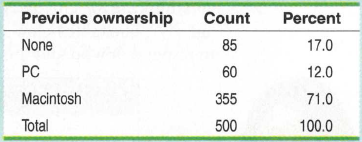 Previous ownership Count Percent
None 85 17.0
PC 60 12.0
Macintosh 355 71.0
Total 500 100.0